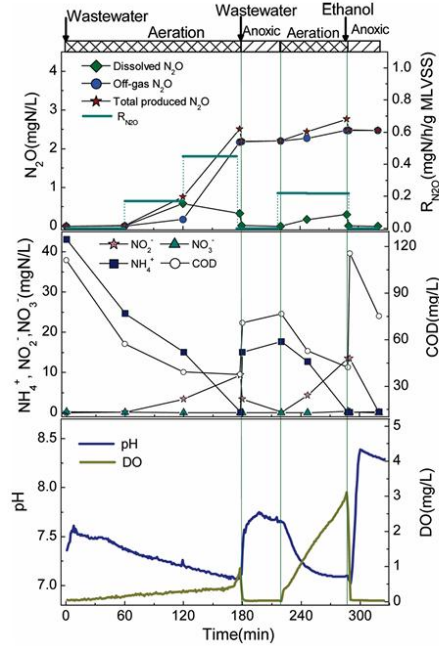 Wastewater Wastewater Ethanol
Aeration Anoxic Aeration Anoxic
Dissolved N₂O
Off-gas N₂O
Total produced N₂O
R_N2O
N₂O(mgN/L)
4
3
2
1
0
R_N2O(mgN/h/g MLVSS)
1.0
0.8
0.6
0.4
0.2
0.0
NO₂⁻ NO₃⁻
NH₄⁺ COD
NH₄⁺, NO₂⁻,NO₃⁻(mgN/L)
40
30
20
10
0
COD(mg/L)
120
90
60
30
0
pH
DO
pH
8.5
8.0
7.5
7.0
DO(mg/L)
5
4
3
2
1
0
0 60 120 180 240 300
Time(min)